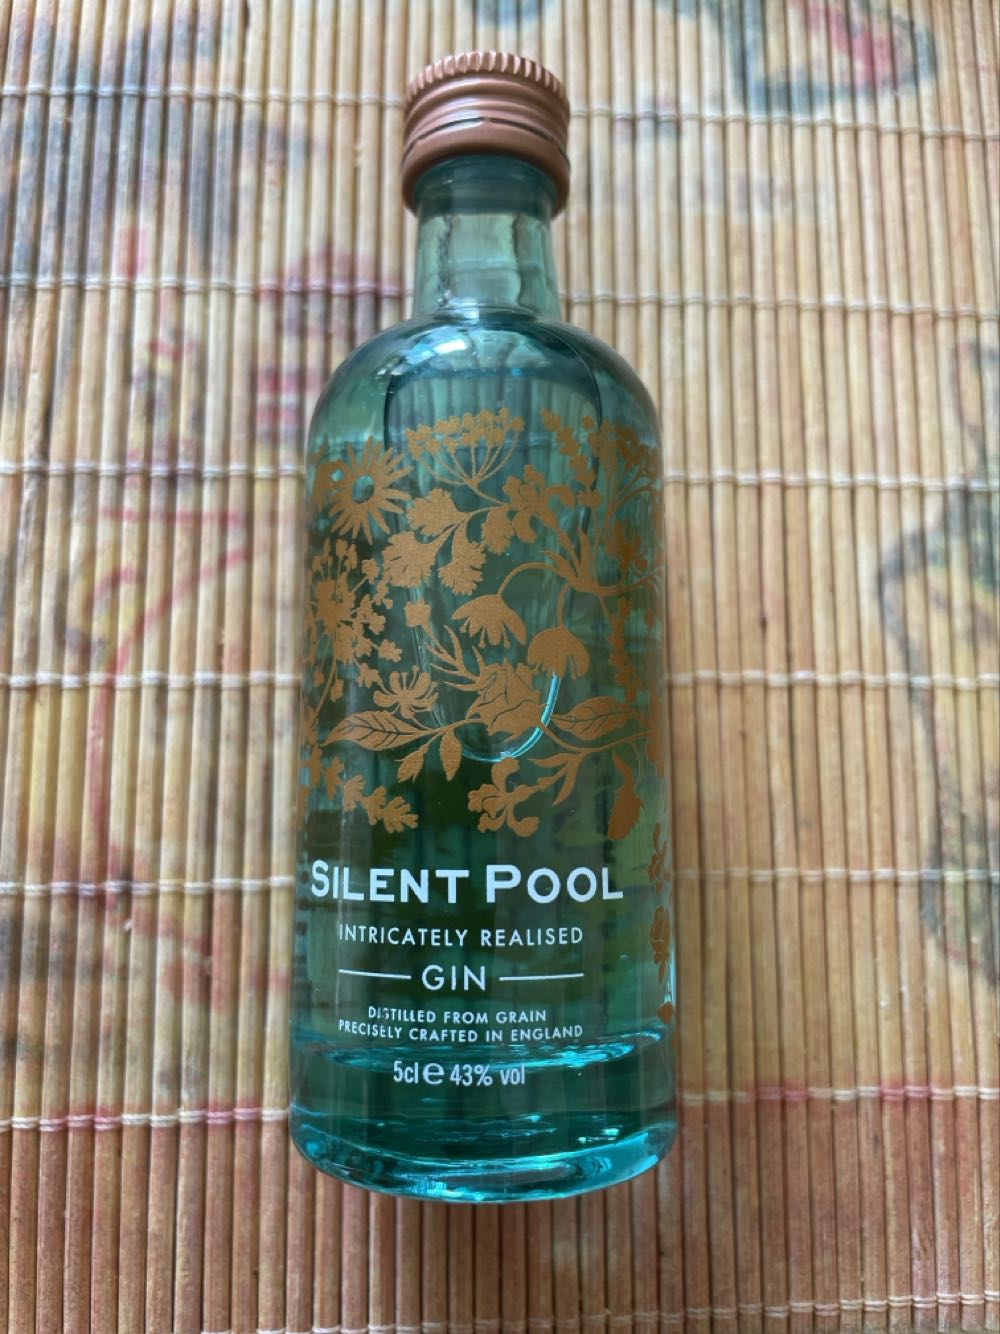 SILENT POOL
INTRICATELY REALISED
GIN
DISTILLED FROM GRAIN
PRECISELY CRAFTED IN ENGLAND
5cl e 43% vol